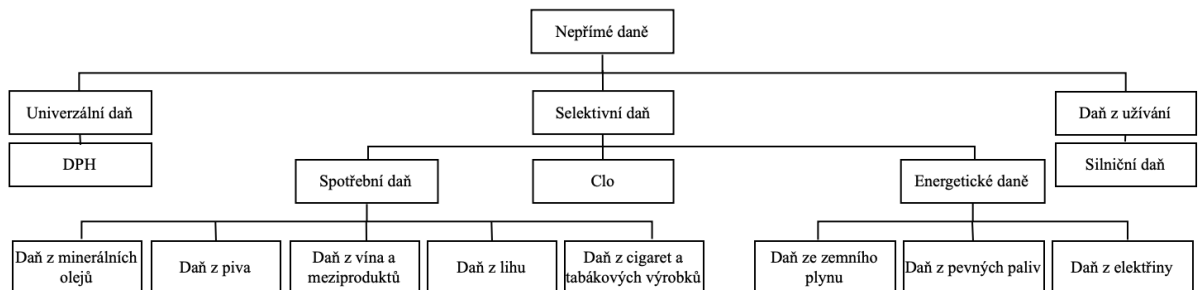 Nepřímé daně
Univerzální daň
Selektivní daň
Daň z užívání
DPH
Silniční daň
Spotřební daň
Clo
Energetické daně
Daň z minerálních
olejů
Daň z piva
Daň z vína a
meziproduktů
Daň z lihu
Daň z cigaret a
tabákových výrobků
Daň ze zemního
plynu
Daň z pevných paliv
Daň z elektřiny